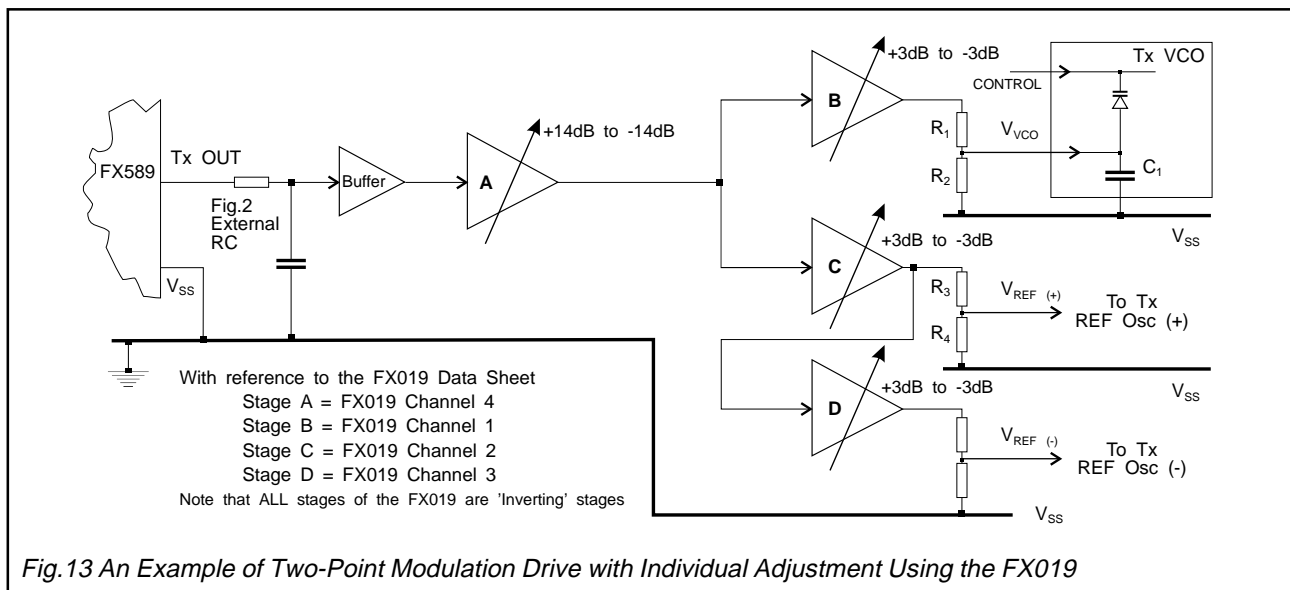 +3dB to -3dB
Tx VCO
CONTROL
B
+14dB to -14dB
R1
VVCO
Tx OUT
FX589
Buffer
A
R2
C1
Fig.2
External
RC
VSS
+3dB to -3dB
C
R3
VREF (+)
To Tx
REF Osc (+)
VSS
R4
With reference to the FX019 Data Sheet
Stage A = FX019 Channel 4
Stage B = FX019 Channel 1
Stage C = FX019 Channel 2
Stage D = FX019 Channel 3
Note that ALL stages of the FX019 are 'Inverting' stages
VSS
+3dB to -3dB
D
VREF (-)
To Tx
REF Osc (-)
VSS
Fig.13 An Example of Two-Point Modulation Drive with Individual Adjustment Using the FX019